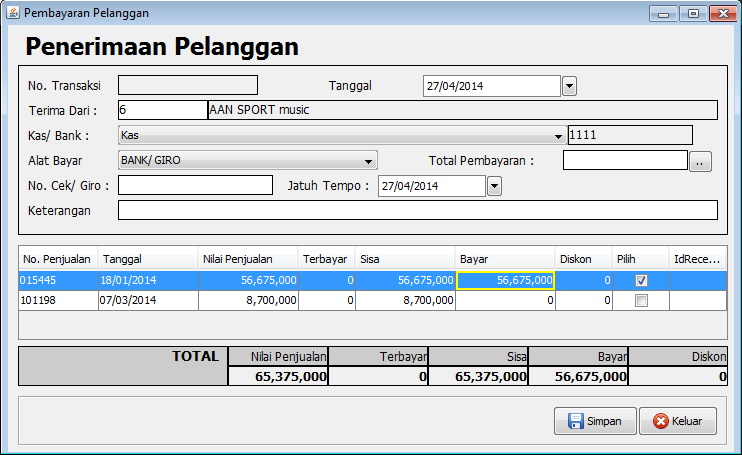 Pembayaran Pelanggan
Penerimaan Pelanggan
No. Transaksi Tanggal 27/04/2014
Terima Dari : 6 AAN SPORT music
Kas/ Bank : Kas 1111
Alat Bayar BANK/ GIRO Total Pembayaran : ..
No. Cek/ Giro : Jatuh Tempo : 27/04/2014
Keterangan
No. Penjualan Tanggal Nilai Penjualan Terbayar Sisa Bayar Diskon Pilih IdRece...
015445 18/01/2014 56,675,000 0 56,675,000 56,675,000 0
101198 07/03/2014 8,700,000 0 8,700,000 0 0
TOTAL Nilai Penjualan Terbayar Sisa Bayar Diskon
65,375,000 0 65,375,000 56,675,000 0
Simpan Keluar